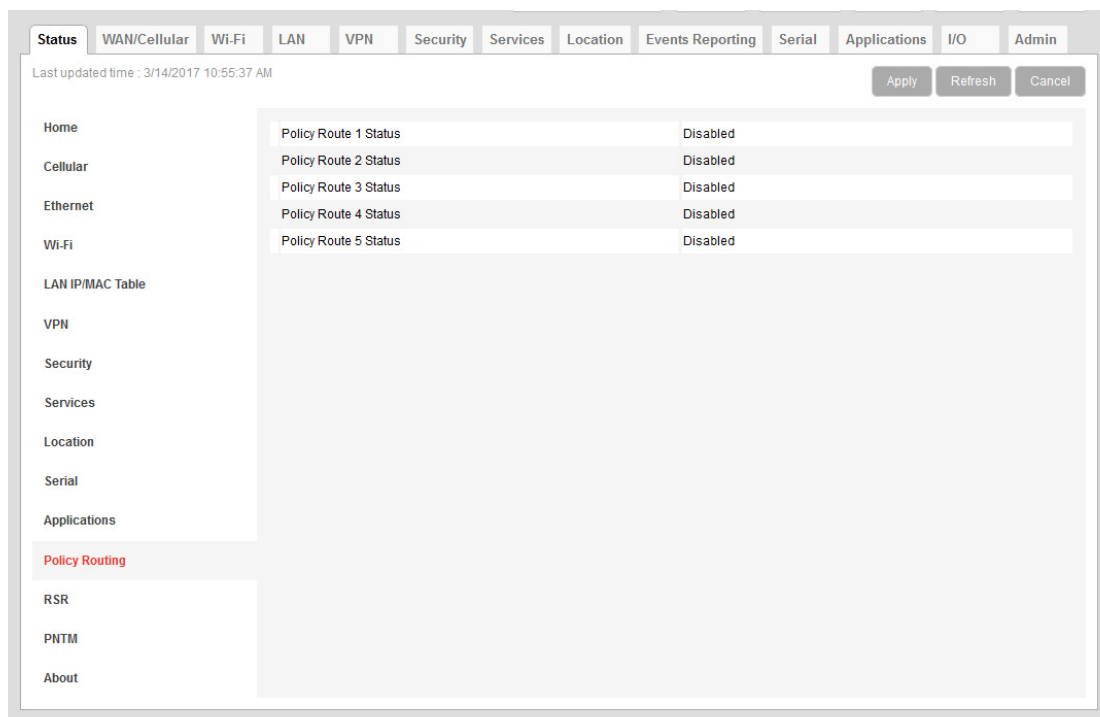 Status WAN/Cellular Wi-Fi LAN VPN Security Services Location Events Reporting Serial Applications I/O Admin
Last updated time : 3/14/2017 10:55:37 AM
Apply Refresh Cancel
Home
Cellular
Ethernet
Wi-Fi
LAN IP/MAC Table
VPN
Security
Services
Location
Serial
Applications
Policy Routing
RSR
PNTM
About
Policy Route 1 Status Disabled
Policy Route 2 Status Disabled
Policy Route 3 Status Disabled
Policy Route 4 Status Disabled
Policy Route 5 Status Disabled